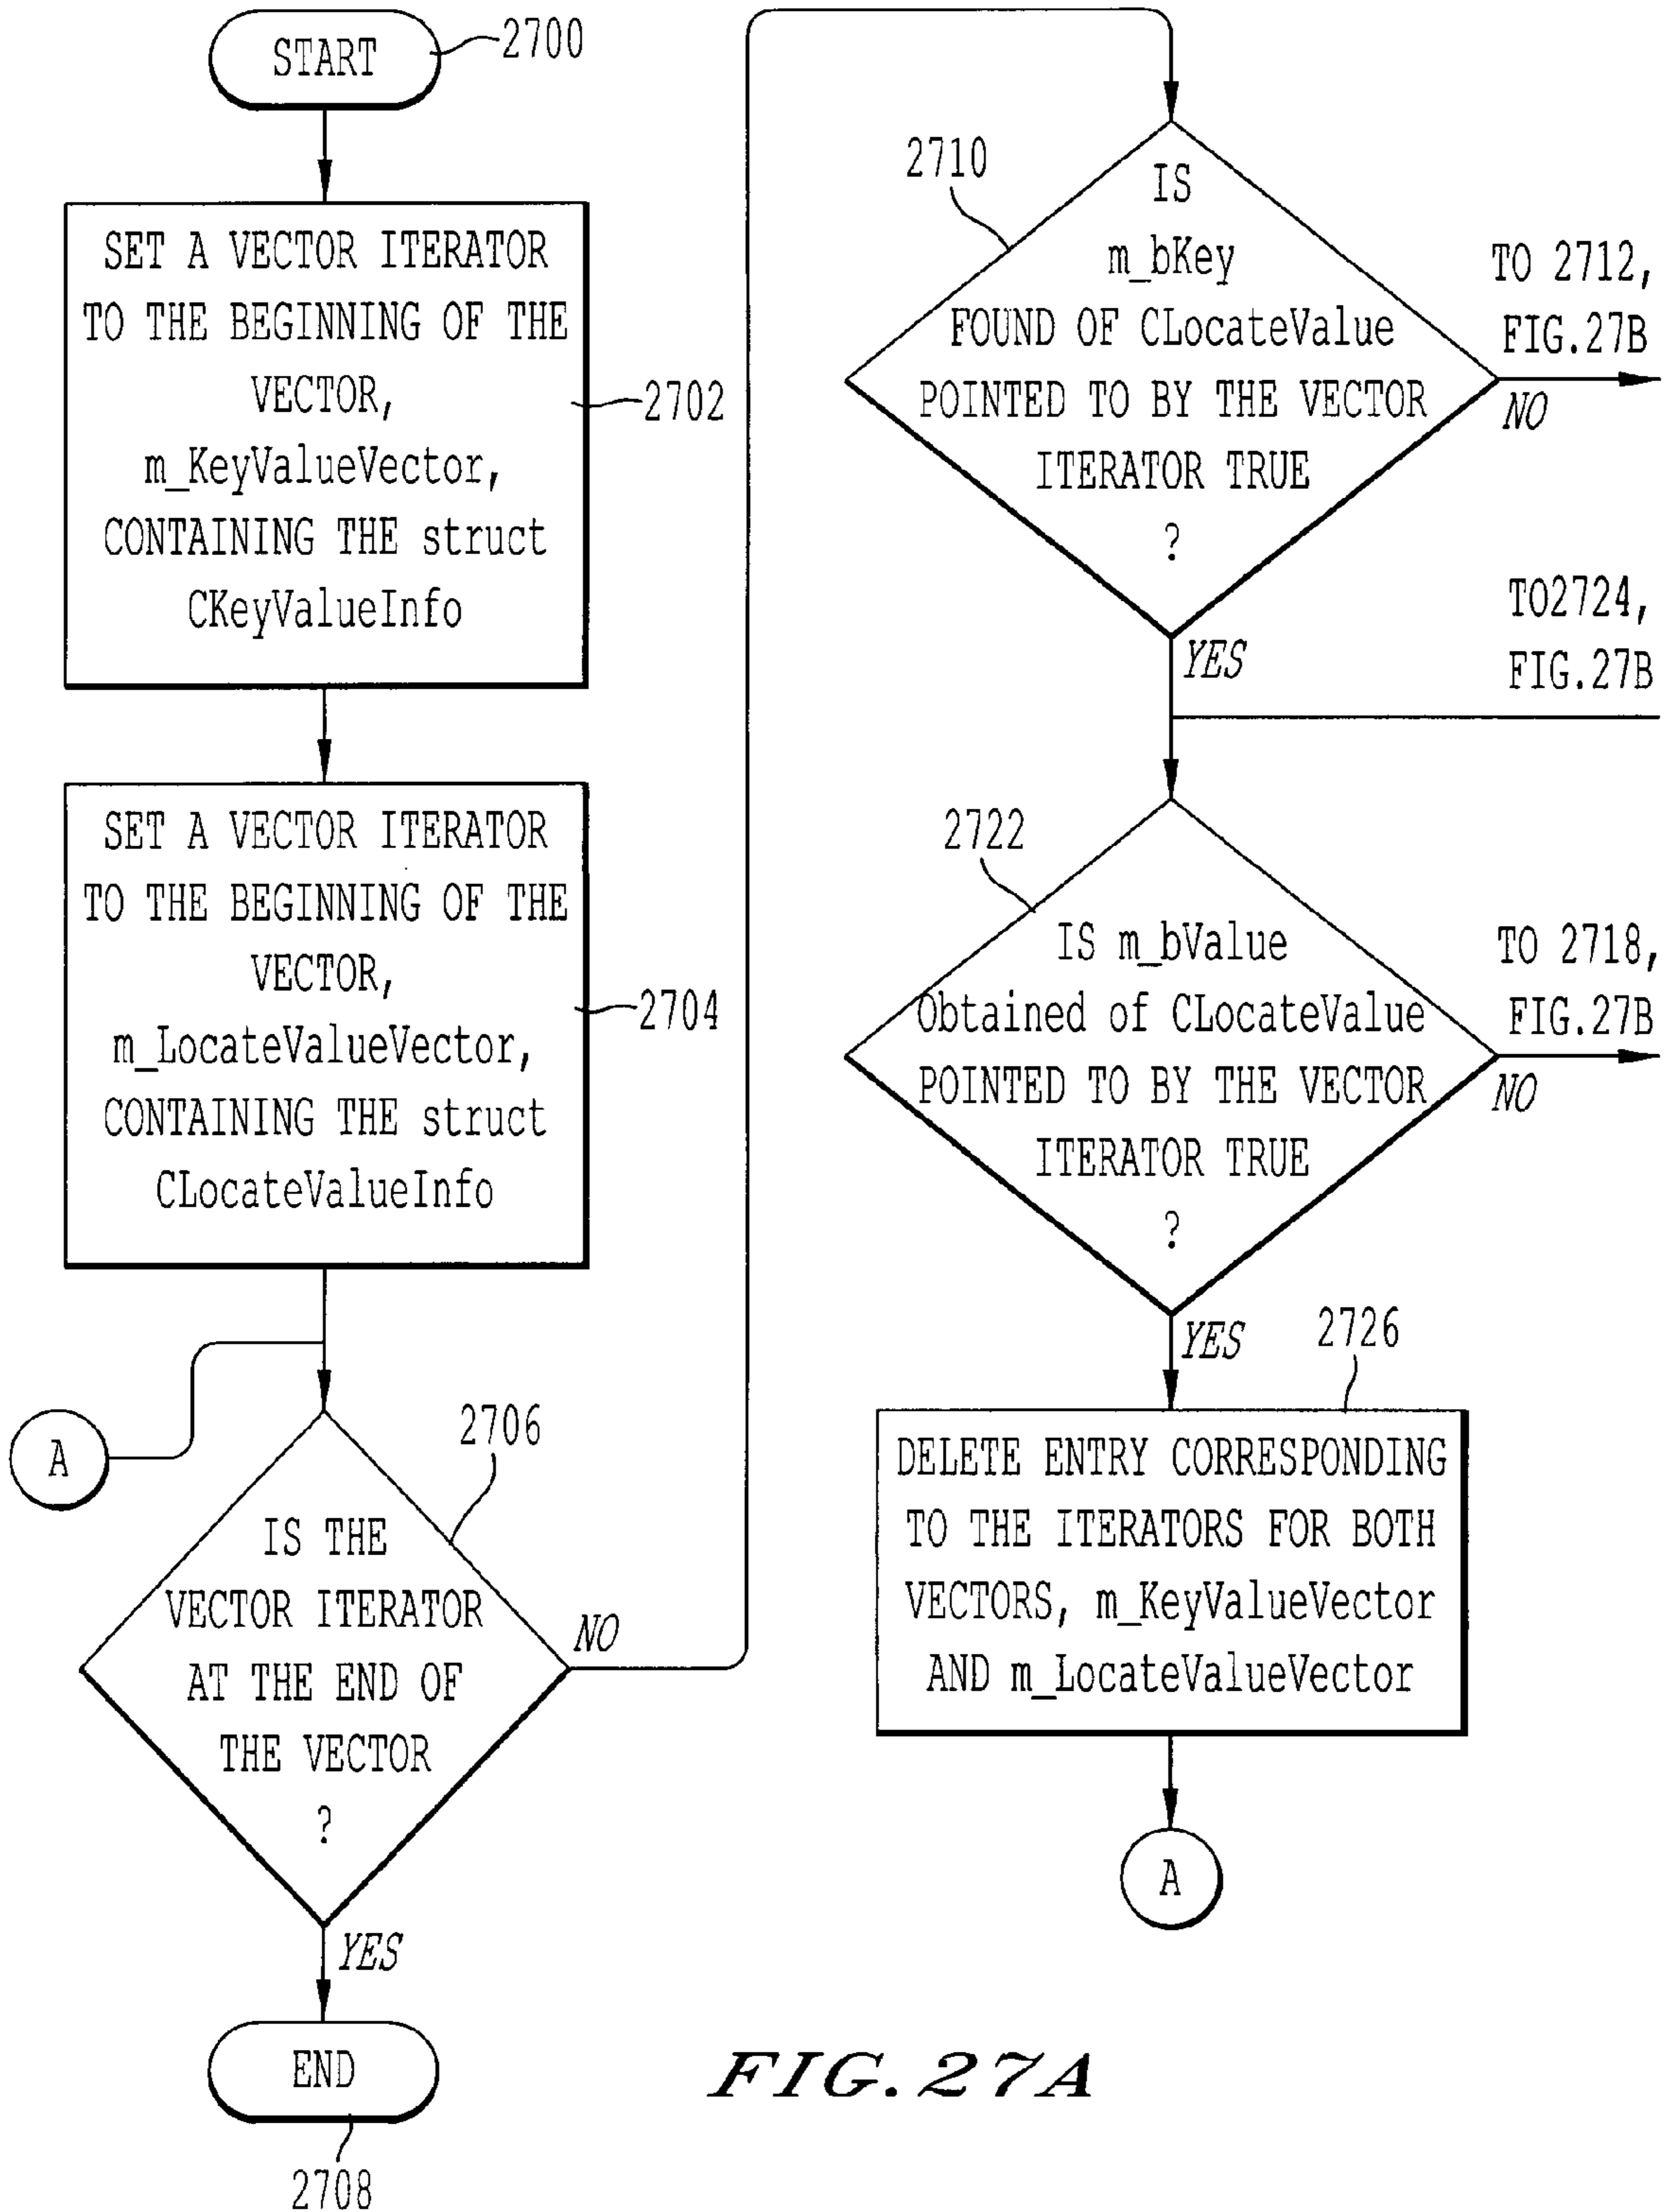 START
2700
SET A VECTOR ITERATOR
TO THE BEGINNING OF THE
VECTOR,
m_KeyValueVector,
CONTAINING THE struct
CKeyValueInfo
2702
SET A VECTOR ITERATOR
TO THE BEGINNING OF THE
VECTOR,
m_LocateValueVector,
CONTAINING THE struct
CLocateValueInfo
2704
A
2706
IS THE
VECTOR ITERATOR
AT THE END OF
THE VECTOR
?
NO
YES
END
2708
2710
IS
m_bKey
FOUND OF CLocateValue
POINTED TO BY THE VECTOR
ITERATOR TRUE
?
TO 2712,
FIG.27B
NO
YES
TO2724,
FIG.27B
2722
IS m_bValue
Obtained of CLocateValue
POINTED TO BY THE VECTOR
ITERATOR TRUE
?
TO 2718,
FIG.27B
NO
YES
2726
DELETE ENTRY CORRESPONDING
TO THE ITERATORS FOR BOTH
VECTORS, m_KeyValueVector
AND m_LocateValueVector
A
FIG. 27A